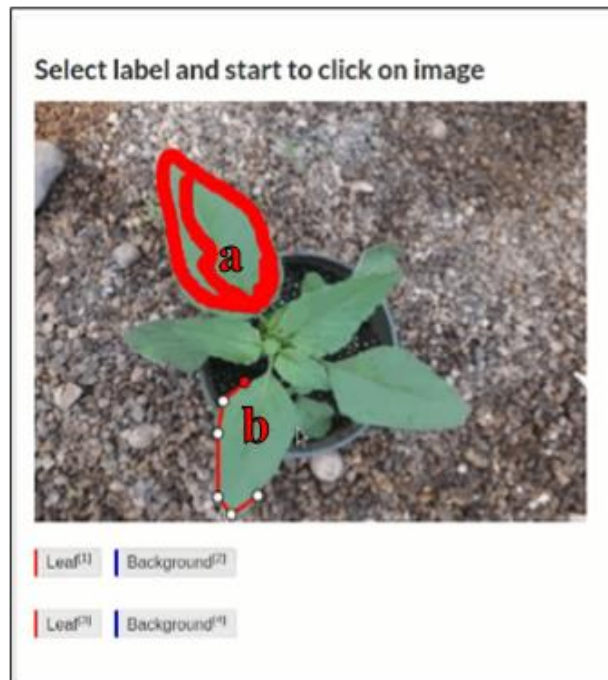 Select label and start to click on image
a
b
Leaf[1] Background[2]
Leaf[3] Background[4]